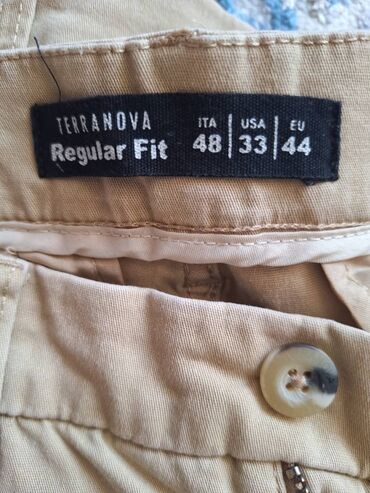 TERRANOVA
Regular Fit
ITA | USA | EU
48 | 33 | 44